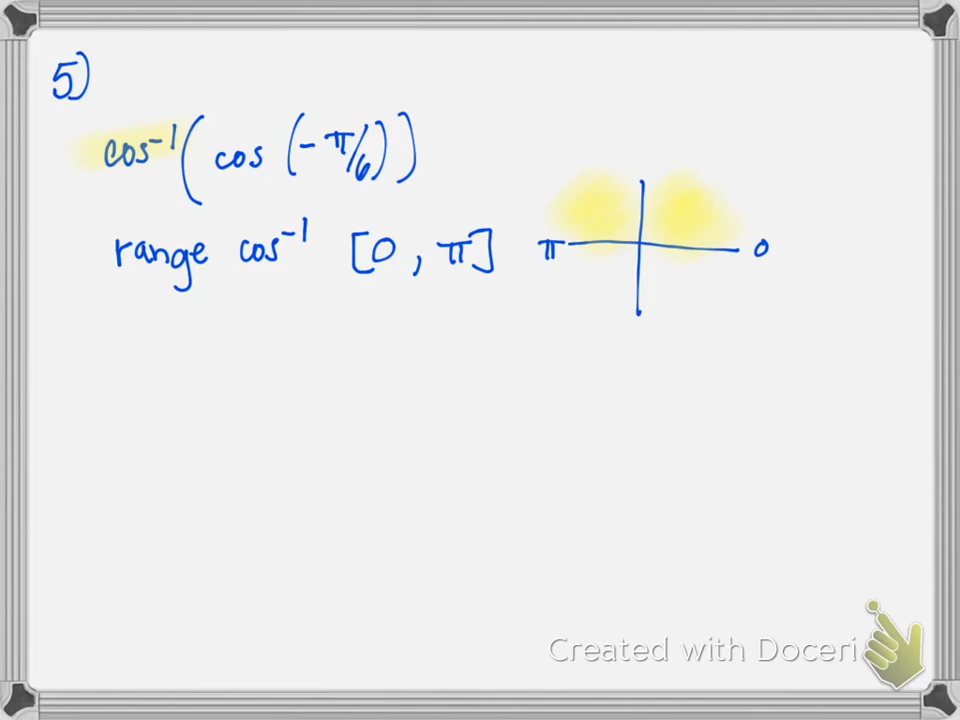 5)
cos⁻¹( cos (-π/6))
range cos⁻¹ [0, π]
π 0
Created with Doceri